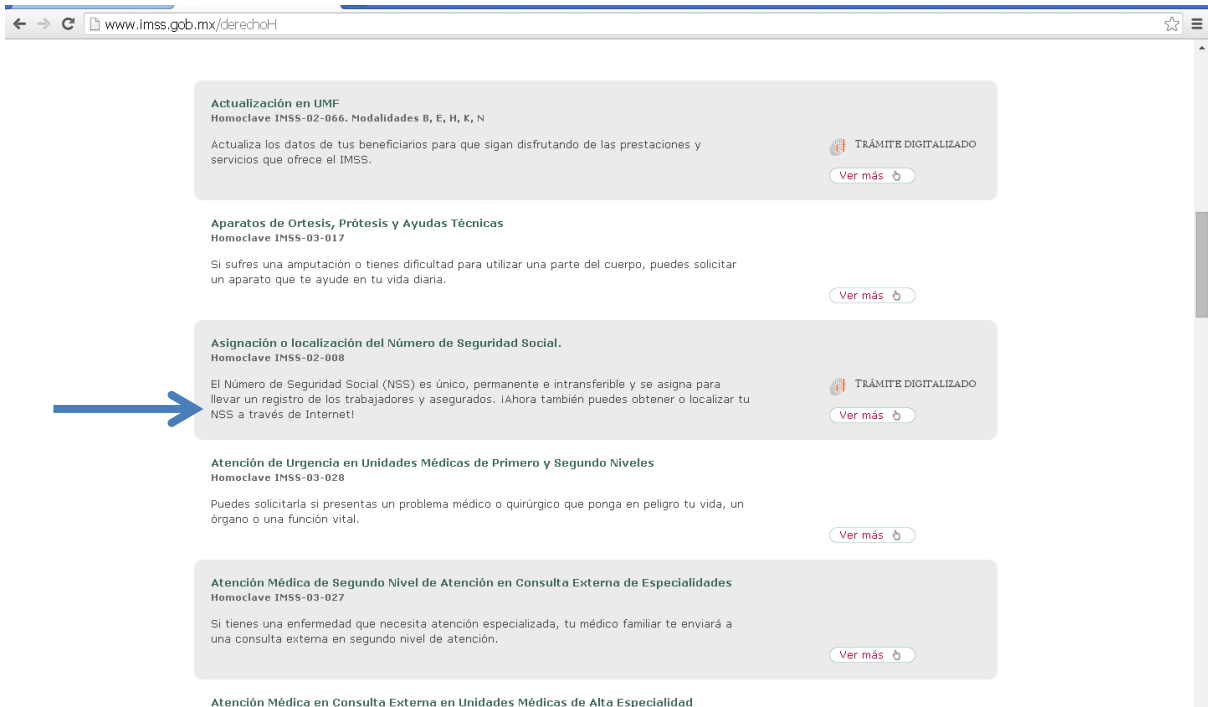 www.imss.gob.mx/derechoH
Actualización en UMF
Homoclave IMSS-02-066. Modalidades B, E, H, K, N
Actualiza los datos de tus beneficiarios para que sigan disfrutando de las prestaciones y
servicios que ofrece el IMSS.
TRÁMITE DIGITALIZADO
Ver más
Aparatos de Ortesis, Prótesis y Ayudas Técnicas
Homoclave IMSS-03-017
Si sufres una amputación o tienes dificultad para utilizar una parte del cuerpo, puedes solicitar
un aparato que te ayude en tu vida diaria.
Ver más
Asignación o localización del Número de Seguridad Social.
Homoclave IMSS-02-008
El Número de Seguridad Social (NSS) es único, permanente e intransferible y se asigna para
llevar un registro de los trabajadores y asegurados. ¡Ahora también puedes obtener o localizar tu
NSS a través de Internet!
TRÁMITE DIGITALIZADO
Ver más
Atención de Urgencia en Unidades Médicas de Primero y Segundo Niveles
Homoclave IMSS-03-028
Puedes solicitarla si presentas un problema médico o quirúrgico que ponga en peligro tu vida, un
órgano o una función vital.
Ver más
Atención Médica de Segundo Nivel de Atención en Consulta Externa de Especialidades
Homoclave IMSS-03-027
Si tienes una enfermedad que necesita atención especializada, tu médico familiar te enviará a
una consulta externa en segundo nivel de atención.
Ver más
Atención Médica en Consulta Externa en Unidades Médicas de Alta Especialidad